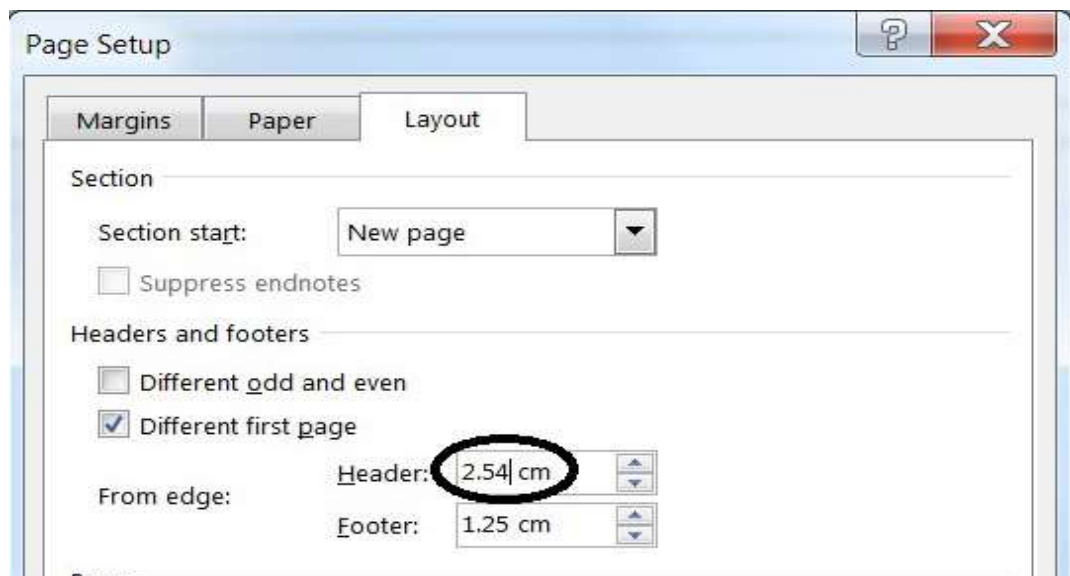 Page Setup
Margins Paper Layout
Section
Section start: New page
Suppress endnotes
Headers and footers
Different odd and even
Different first page
From edge:
Header: 2.54 cm
Footer: 1.25 cm